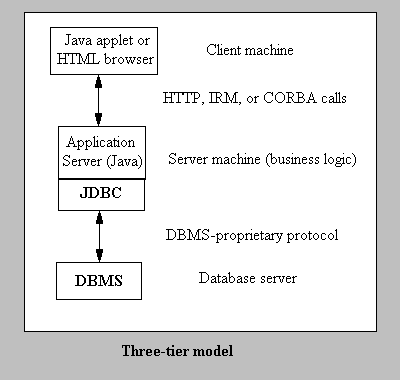 Java applet or
HTML browser
Client machine
HTTP, IRM, or CORBA calls
Application
Server (Java)
Server machine (business logic)
JDBC
DBMS-proprietary protocol
DBMS
Database server
Three-tier model